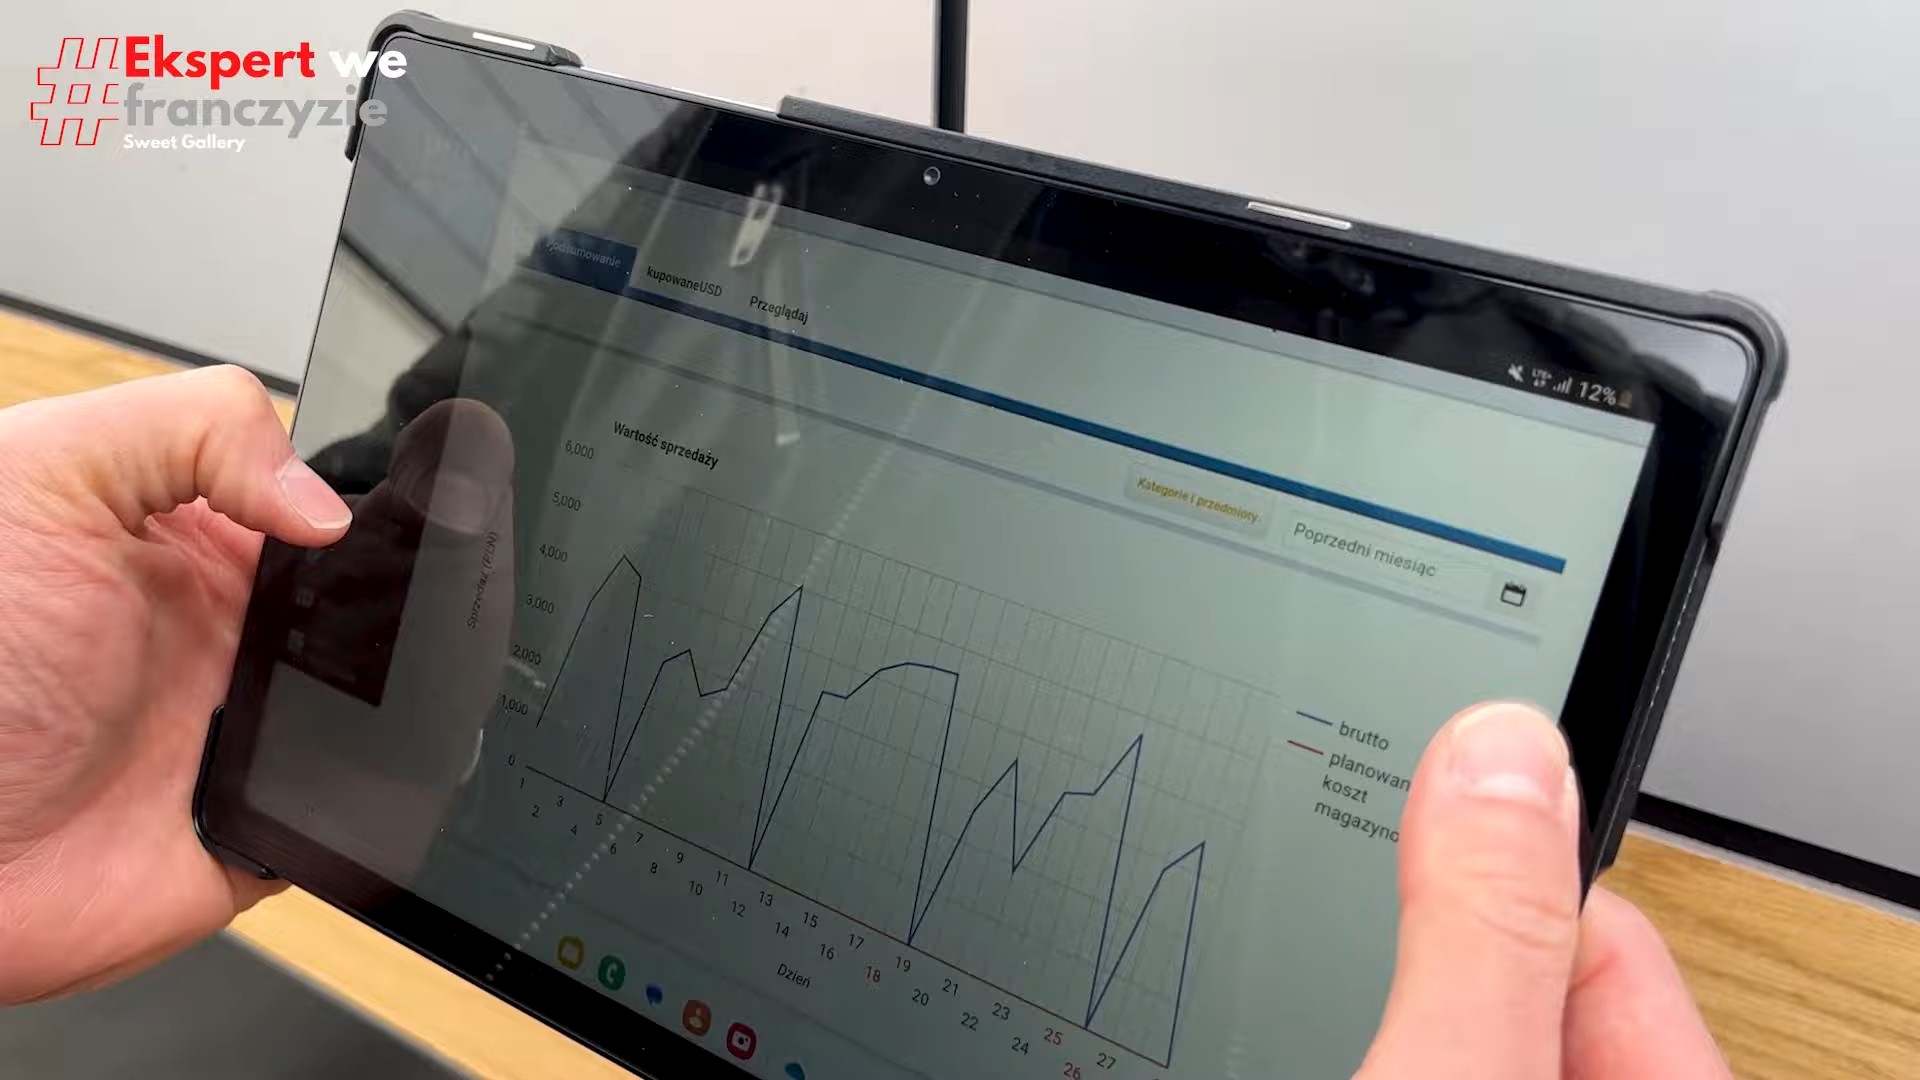 #Ekspert we
franczyzie
Sweet Gallery
12%
Podsumowanie
kupowaneUSD
Przeglądaj
Wartość sprzedaży
Kategorie i przedmioty
Poprzedni miesiąc
6,000
5,000
4,000
3,000
2,000
1,000
0
Sprzedaż (PLN)
brutto
planowan
koszt
magazyno
1
2
3
4
5
6
7
8
9
10
11
12
13
14
15
16
17
18
19
20
21
22
23
24
25
26
27
Dzień